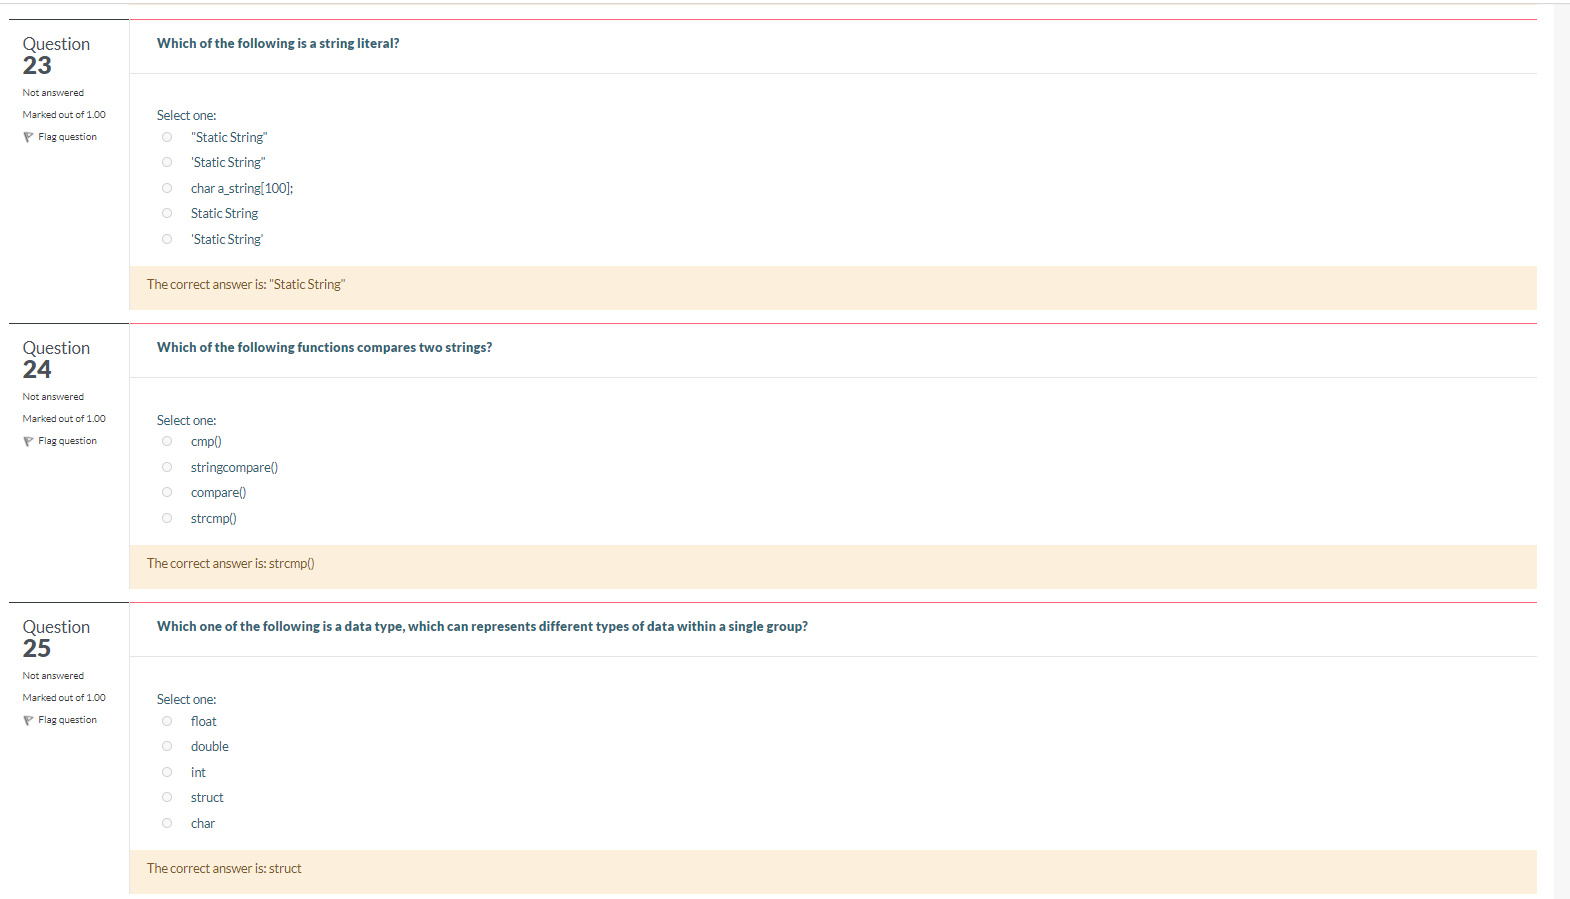 Question
23
Not answered
Marked out of 1.00
Flag question
Which of the following is a string literal?
Select one:
"Static String"
'Static String"
char a_string[100];
Static String
'Static String'
The correct answer is: "Static String"
Question
24
Not answered
Marked out of 1.00
Flag question
Which of the following functions compares two strings?
Select one:
cmp()
stringcompare()
compare()
strcmp()
The correct answer is: strcmp()
Question
25
Not answered
Marked out of 1.00
Flag question
Which one of the following is a data type, which can represents different types of data within a single group?
Select one:
float
double
int
struct
char
The correct answer is: struct